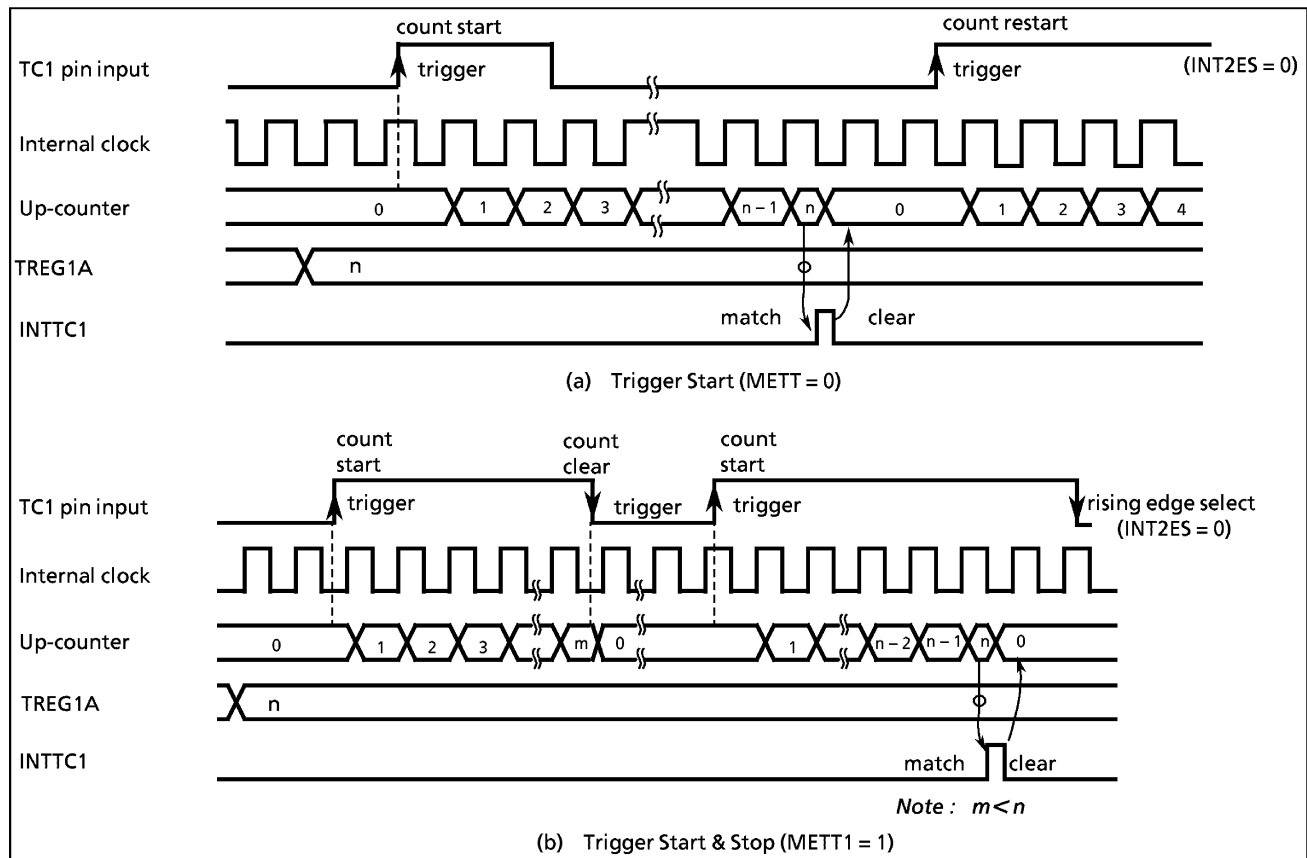 count start
count restart
TC1 pin input
trigger
trigger
(INT2ES = 0)
Internal clock
Up-counter
0 1 2 3 n – 1 n 0 1 2 3 4
TREG1A
n
INTTC1
match
clear
(a) Trigger Start (METT = 0)
count start
count clear
count start
TC1 pin input
trigger
trigger
trigger
rising edge select
(INT2ES = 0)
Internal clock
Up-counter
0 1 2 3 m 0 1 n – 2 n – 1 n 0
TREG1A
n
INTTC1
match
clear
Note : m < n
(b) Trigger Start & Stop (METT1 = 1)